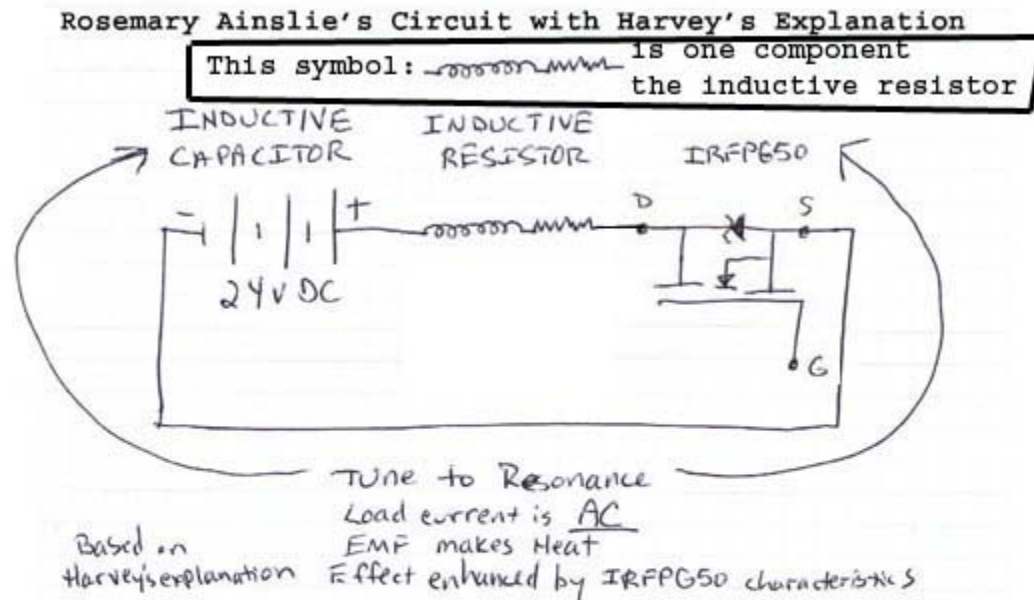 Rosemary Ainslie's Circuit with Harvey's Explanation
This symbol: is one component
the inductive resistor
INDUCTIVE
CAPACITOR
INDUCTIVE
RESISTOR
IRFPG50
- +
D
S
24V DC
G
Tune to Resonance
Load current is AC
EMF makes Heat
Based on
Harvey's explanation Effect enhanced by IRFPG50 characteristics